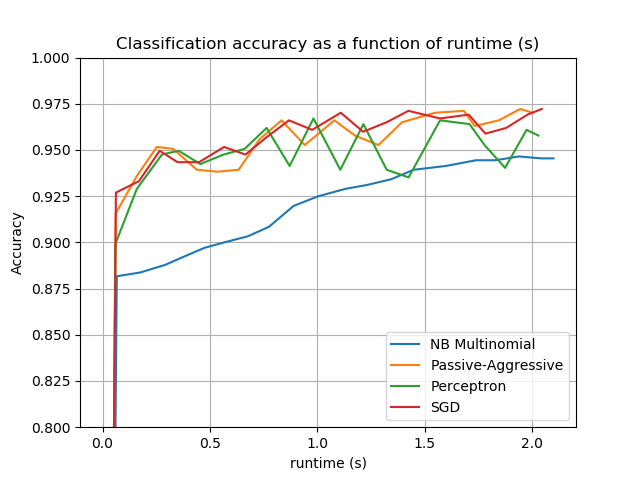 Classification accuracy as a function of runtime (s)
1.000
0.975
0.950
0.925
0.900
0.875
0.850
0.825
0.800
Accuracy
NB Multinomial
Passive-Aggressive
Perceptron
SGD
0.0 0.5 1.0 1.5 2.0
runtime (s)